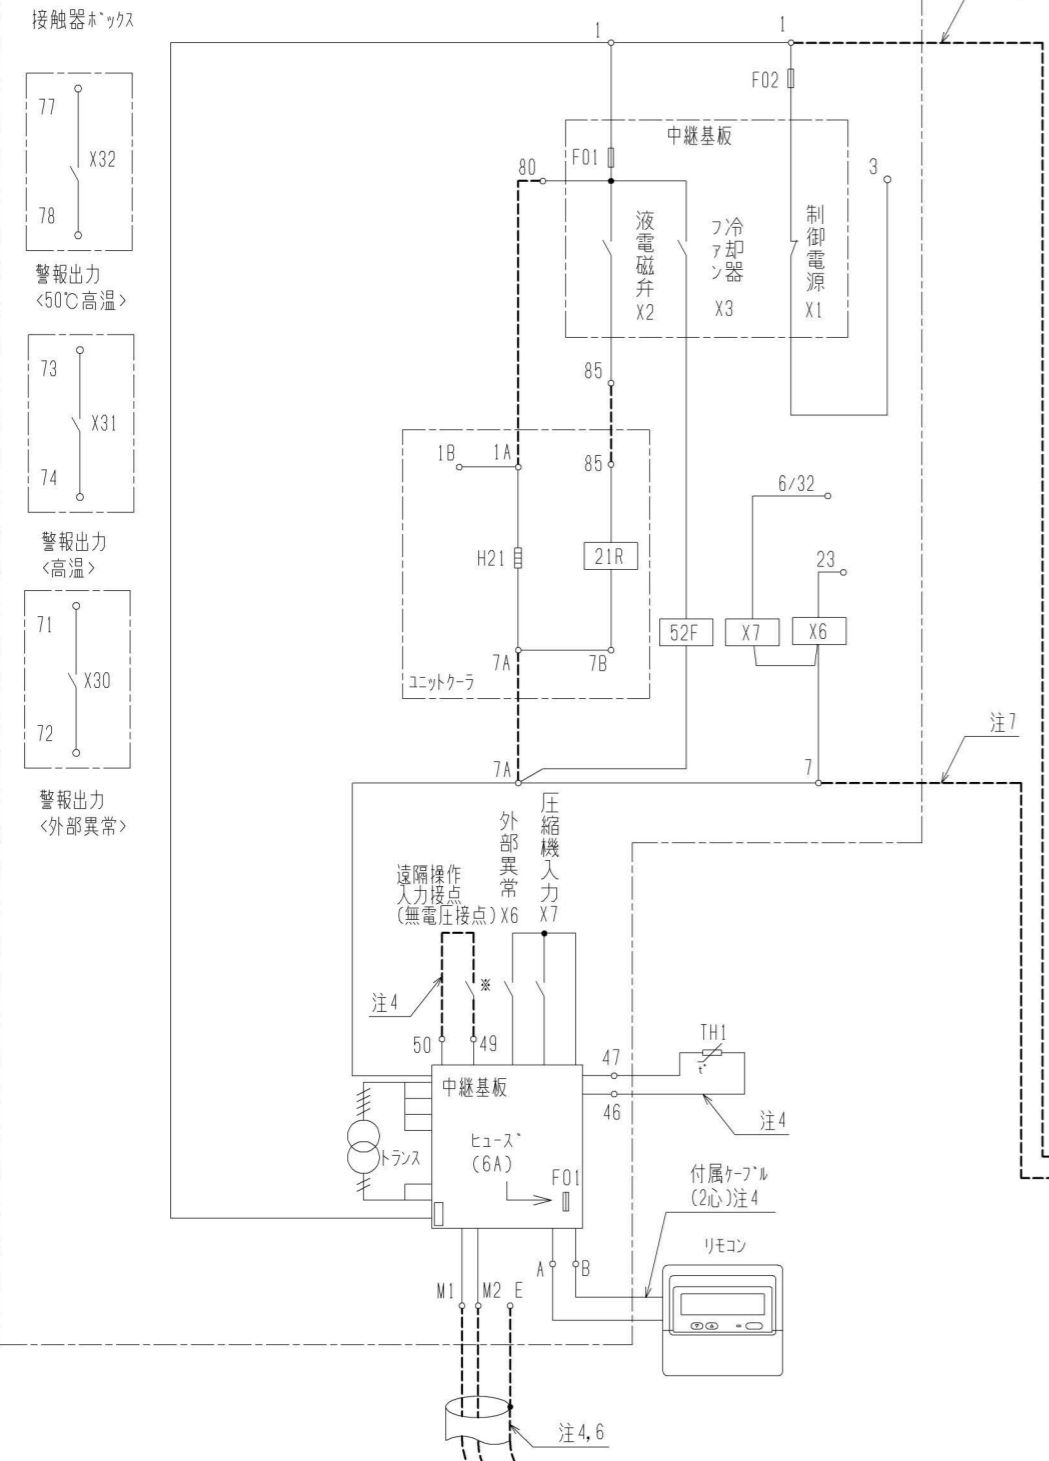 接触器ボックス
77
X32
78
警報出力
<50℃高温>
73
X31
74
警報出力
<高温>
71
X30
72
警報出力
<外部異常>
1
1
F02
中継基板
F01
80
3
液電磁弁
X2
冷却器
ファン
X3
制御電源
X1
85
85
1B
1A
H21
21R
6/32
23
52F
X7
X6
7A
7B
ユニットクーラ
7A
7
注7
外部異常
X6
圧縮機入力
X7
遠隔操作
入力接点
(無電圧接点)
※
注4
50
49
中継基板
47
46
TH1
t°
注4
トランス
ヒューズ
(6A)
F01
付属ケーブル
(2心)注4
リモコン
A
B
M1
M2
E
注4,6